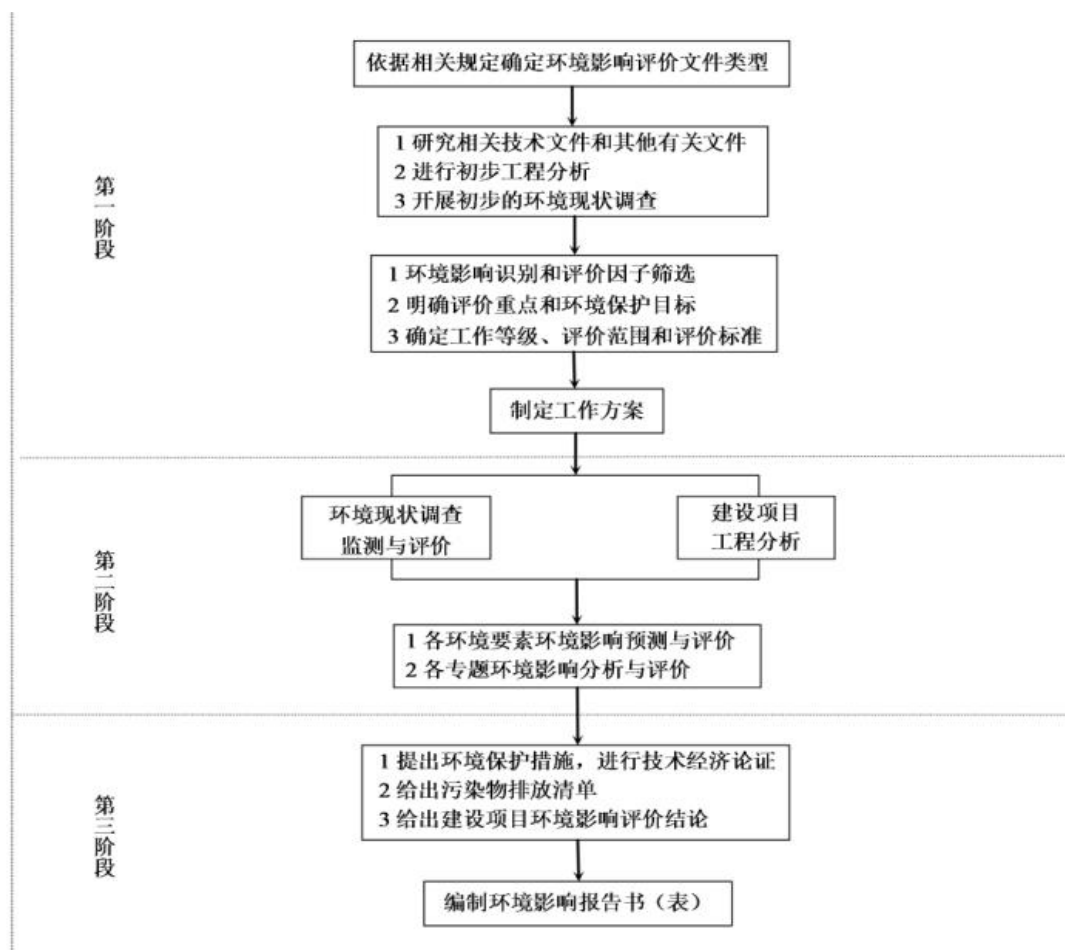 依据相关规定确定环境影响评价文件类型
1 研究相关技术文件和其他有关文件
2 进行初步工程分析
3 开展初步的环境现状调查
第一阶段
1 环境影响识别和评价因子筛选
2 明确评价重点和环境保护目标
3 确定工作等级、评价范围和评价标准
制定工作方案
环境现状调查
监测与评价
建设项目
工程分析
第二阶段
1 各环境要素环境影响预测与评价
2 各专题环境影响分析与评价
1 提出环境保护措施，进行技术经济论证
2 给出污染物排放清单
3 给出建设项目环境影响评价结论
第三阶段
编制环境影响报告书（表）